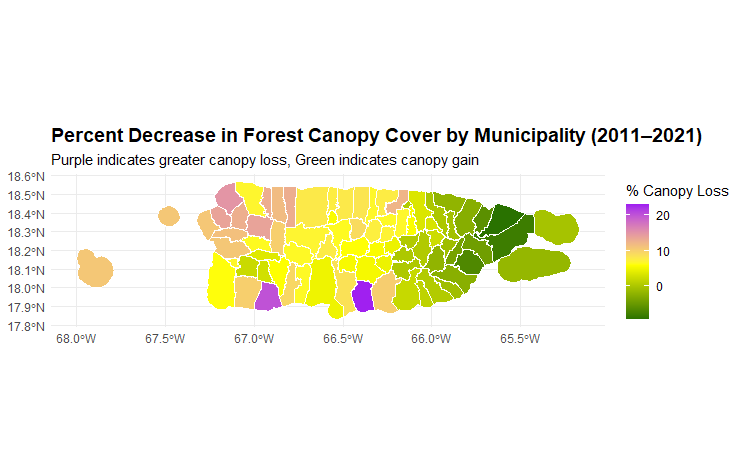 Percent Decrease in Forest Canopy Cover by Municipality (2011–2021)
Purple indicates greater canopy loss, Green indicates canopy gain
18.6°N
18.5°N
18.4°N
18.3°N
18.2°N
18.1°N
18.0°N
17.9°N
17.8°N
68.0°W 67.5°W 67.0°W 66.5°W 66.0°W 65.5°W
% Canopy Loss
20
10
0